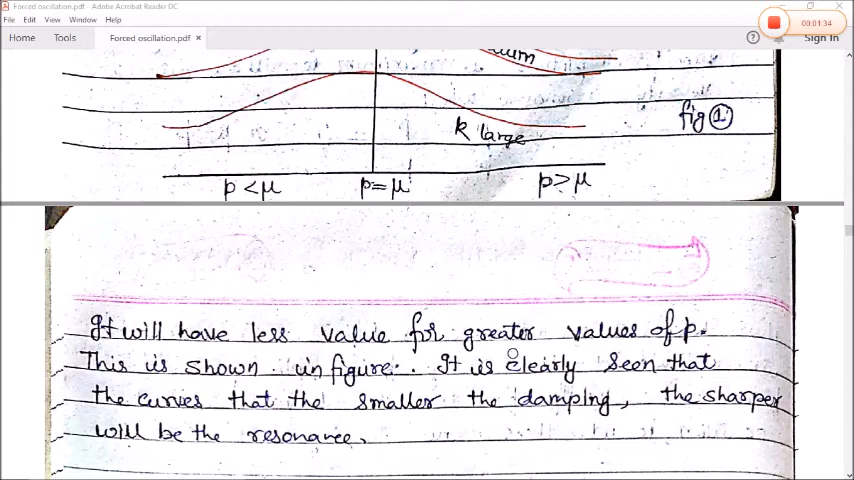 Forced oscillation.pdf - Adobe Acrobat Reader DC
File Edit View Window Help
00:01:34
Home Tools Forced oscillation.pdf × Sign In
k large
fig ①
p < μ p = μ p > μ
It will have less value for greater values of p.
This is shown in figure. It is clearly seen that
the curves that the smaller the damping, the sharper
will be the resonance.